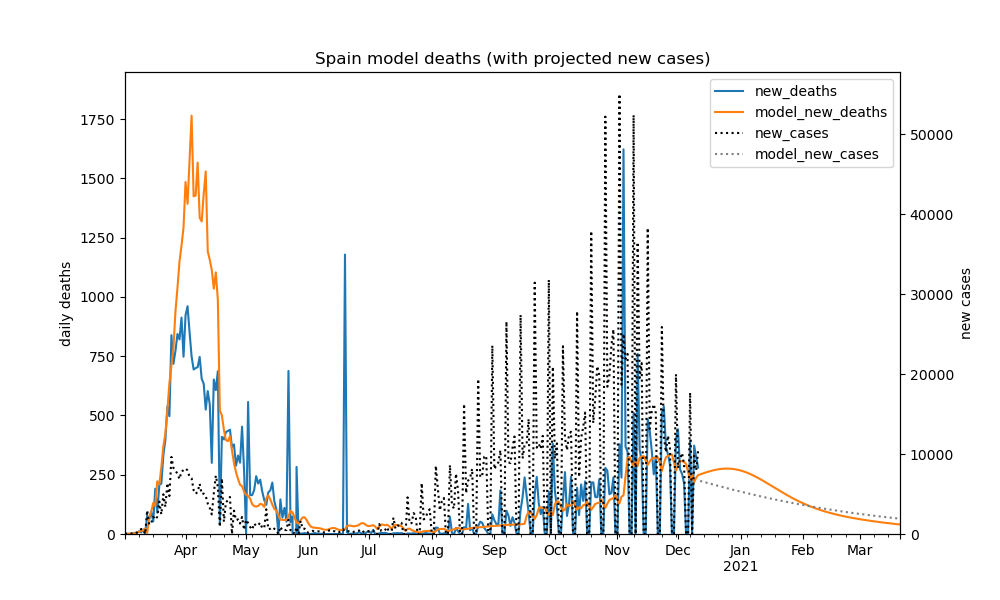 Spain model deaths (with projected new cases)
new_deaths
model_new_deaths
new_cases
model_new_cases
daily deaths
1750
1500
1250
1000
750
500
250
0
50000
40000
30000
20000
10000
0
new cases
Apr May Jun Jul Aug Sep Oct Nov Dec Jan Feb Mar
2021